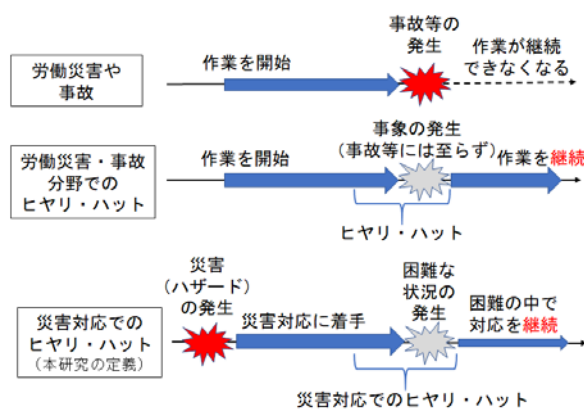 事故等の
発生
作業が継続
できなくなる
労働災害や
事故
作業を開始
事象の発生
(事故等には至らず)
労働災害・事故
分野での
ヒヤリ・ハット
作業を開始
作業を継続
ヒヤリ・ハット
災害
(ハザード)
の発生
困難な
状況の
発生
災害対応での
ヒヤリ・ハット
(本研究の定義)
災害対応に着手
困難の中で
対応を継続
災害対応でのヒヤリ・ハット